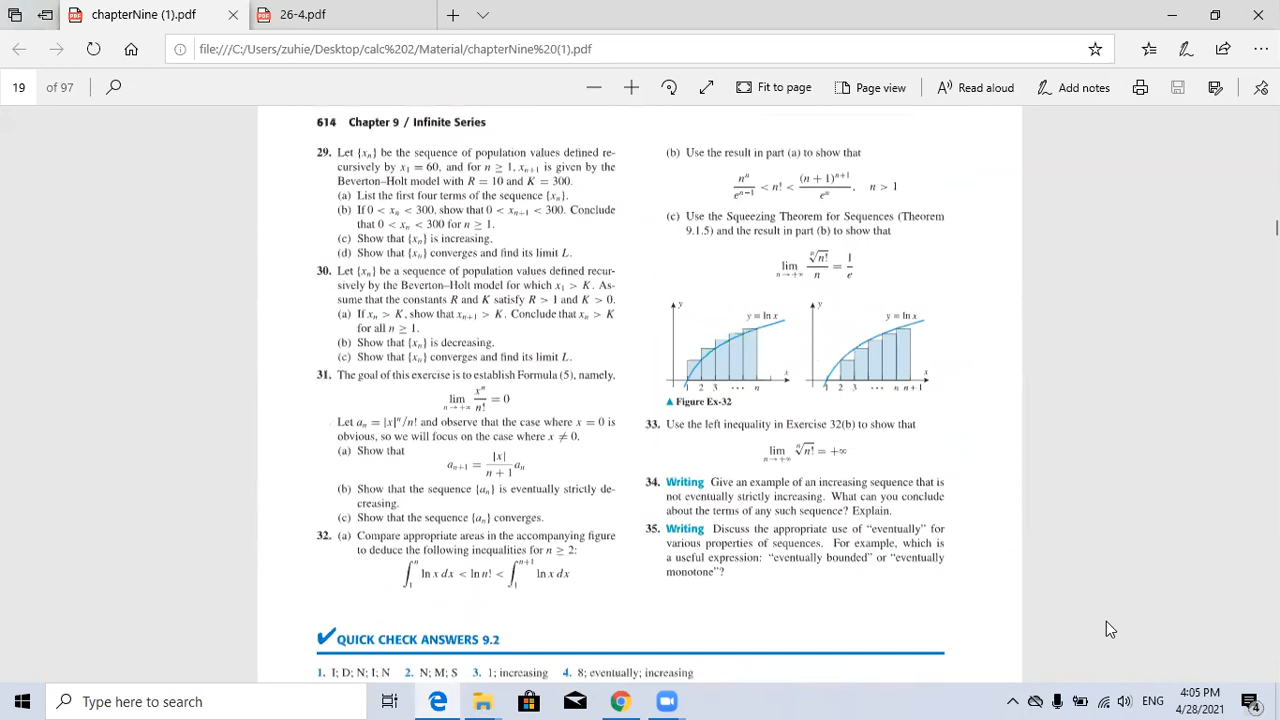 chapterNine (1).pdf
26-4.pdf
file:///C:/Users/zuhie/Desktop/calc%202/Material/chapterNine%20(1).pdf
19 of 97
Fit to page
Page view
Read aloud
Add notes
614 Chapter 9 / Infinite Series
29. Let {xₙ} be the sequence of population values defined re-
cursively by x₁ = 60, and for n ≥ 1, xₙ₊₁ is given by the
Beverton–Holt model with R = 10 and K = 300.
(a) List the first four terms of the sequence {xₙ}.
(b) If 0 < xₙ < 300, show that 0 < xₙ₊₁ < 300. Conclude
that 0 < xₙ < 300 for n ≥ 1.
(c) Show that {xₙ} is increasing.
(d) Show that {xₙ} converges and find its limit L.
30. Let {xₙ} be a sequence of population values defined recur-
sively by the Beverton–Holt model for which x₁ > K. As-
sume that the constants R and K satisfy R > 1 and K > 0.
(a) If xₙ > K, show that xₙ₊₁ > K. Conclude that xₙ > K
for all n ≥ 1.
(b) Show that {xₙ} is decreasing.
(c) Show that {xₙ} converges and find its limit L.
31. The goal of this exercise is to establish Formula (5), namely,
lim n→+∞ xⁿ/n! = 0
Let aₙ = |x|ⁿ/n! and observe that the case where x = 0 is
obvious, so we will focus on the case where x ≠ 0.
(a) Show that
aₙ₊₁ = |x|/(n + 1) aₙ
(b) Show that the sequence {aₙ} is eventually strictly de-
creasing.
(c) Show that the sequence {aₙ} converges.
32. (a) Compare appropriate areas in the accompanying figure
to deduce the following inequalities for n ≥ 2:
∫₁ⁿ ln x dx < ln n! < ∫₁ⁿ⁺¹ ln x dx
(b) Use the result in part (a) to show that
nⁿ/eⁿ⁻¹ < n! < (n + 1)ⁿ⁺¹/eⁿ, n > 1
(c) Use the Squeezing Theorem for Sequences (Theorem
9.1.5) and the result in part (b) to show that
lim n→+∞ ⁿ√n!/n = 1/e
y y = ln x x 1 2 3 ··· n
y y = ln x x 1 2 3 ··· n n+1
▲ Figure Ex-32
33. Use the left inequality in Exercise 32(b) to show that
lim n→+∞ ⁿ√n! = +∞
34. Writing Give an example of an increasing sequence that is
not eventually strictly increasing. What can you conclude
about the terms of any such sequence? Explain.
35. Writing Discuss the appropriate use of “eventually” for
various properties of sequences. For example, which is
a useful expression: “eventually bounded” or “eventually
monotone”?
✓QUICK CHECK ANSWERS 9.2
1. I; D; N; I; N 2. N; M; S 3. 1; increasing 4. 8; eventually; increasing
Type here to search
ENG
4:05 PM
4/28/2021
4